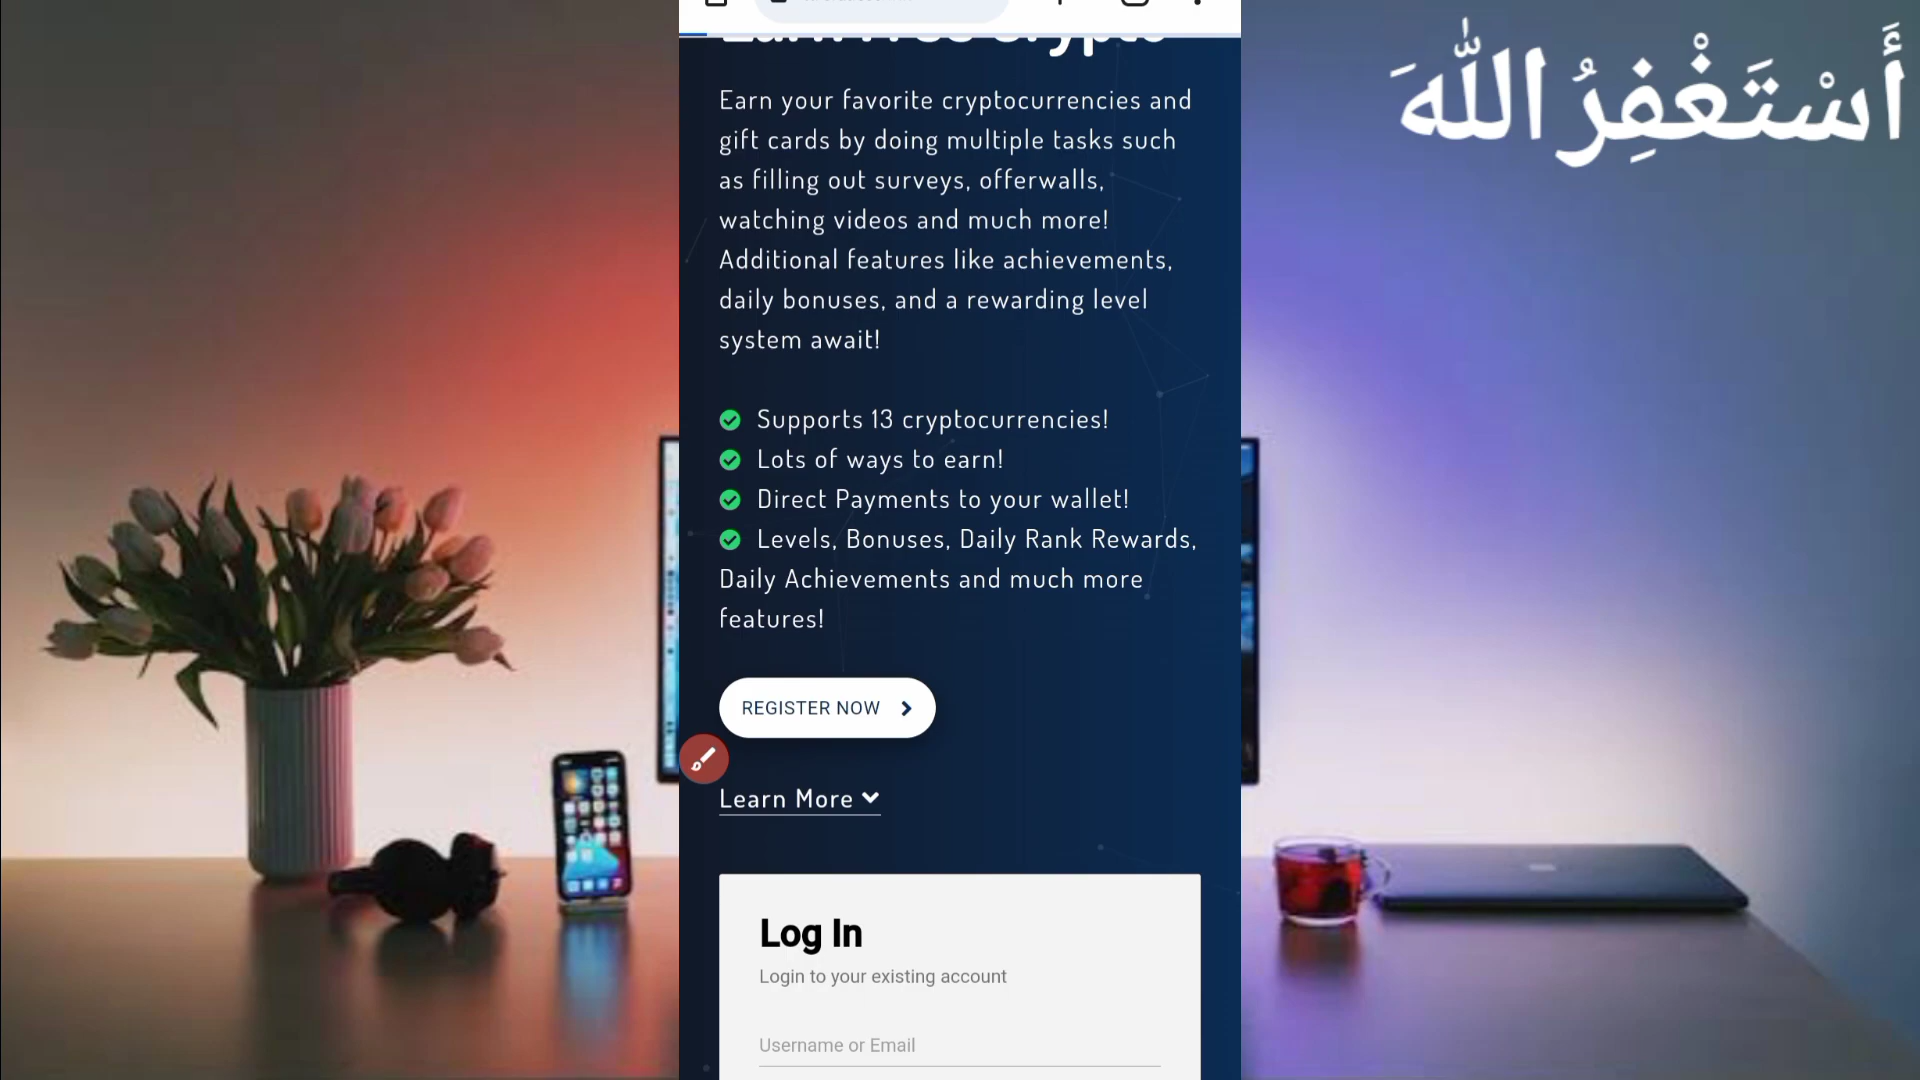 أَسْتَغْفِرُ اللّٰهَ
Earn your favorite cryptocurrencies and
gift cards by doing multiple tasks such
as filling out surveys, offerwalls,
watching videos and much more!
Additional features like achievements,
daily bonuses, and a rewarding level
system await!
Supports 13 cryptocurrencies!
Lots of ways to earn!
Direct Payments to your wallet!
Levels, Bonuses, Daily Rank Rewards,
Daily Achievements and much more
features!
REGISTER NOW
Learn More
Log In
Login to your existing account
Username or Email